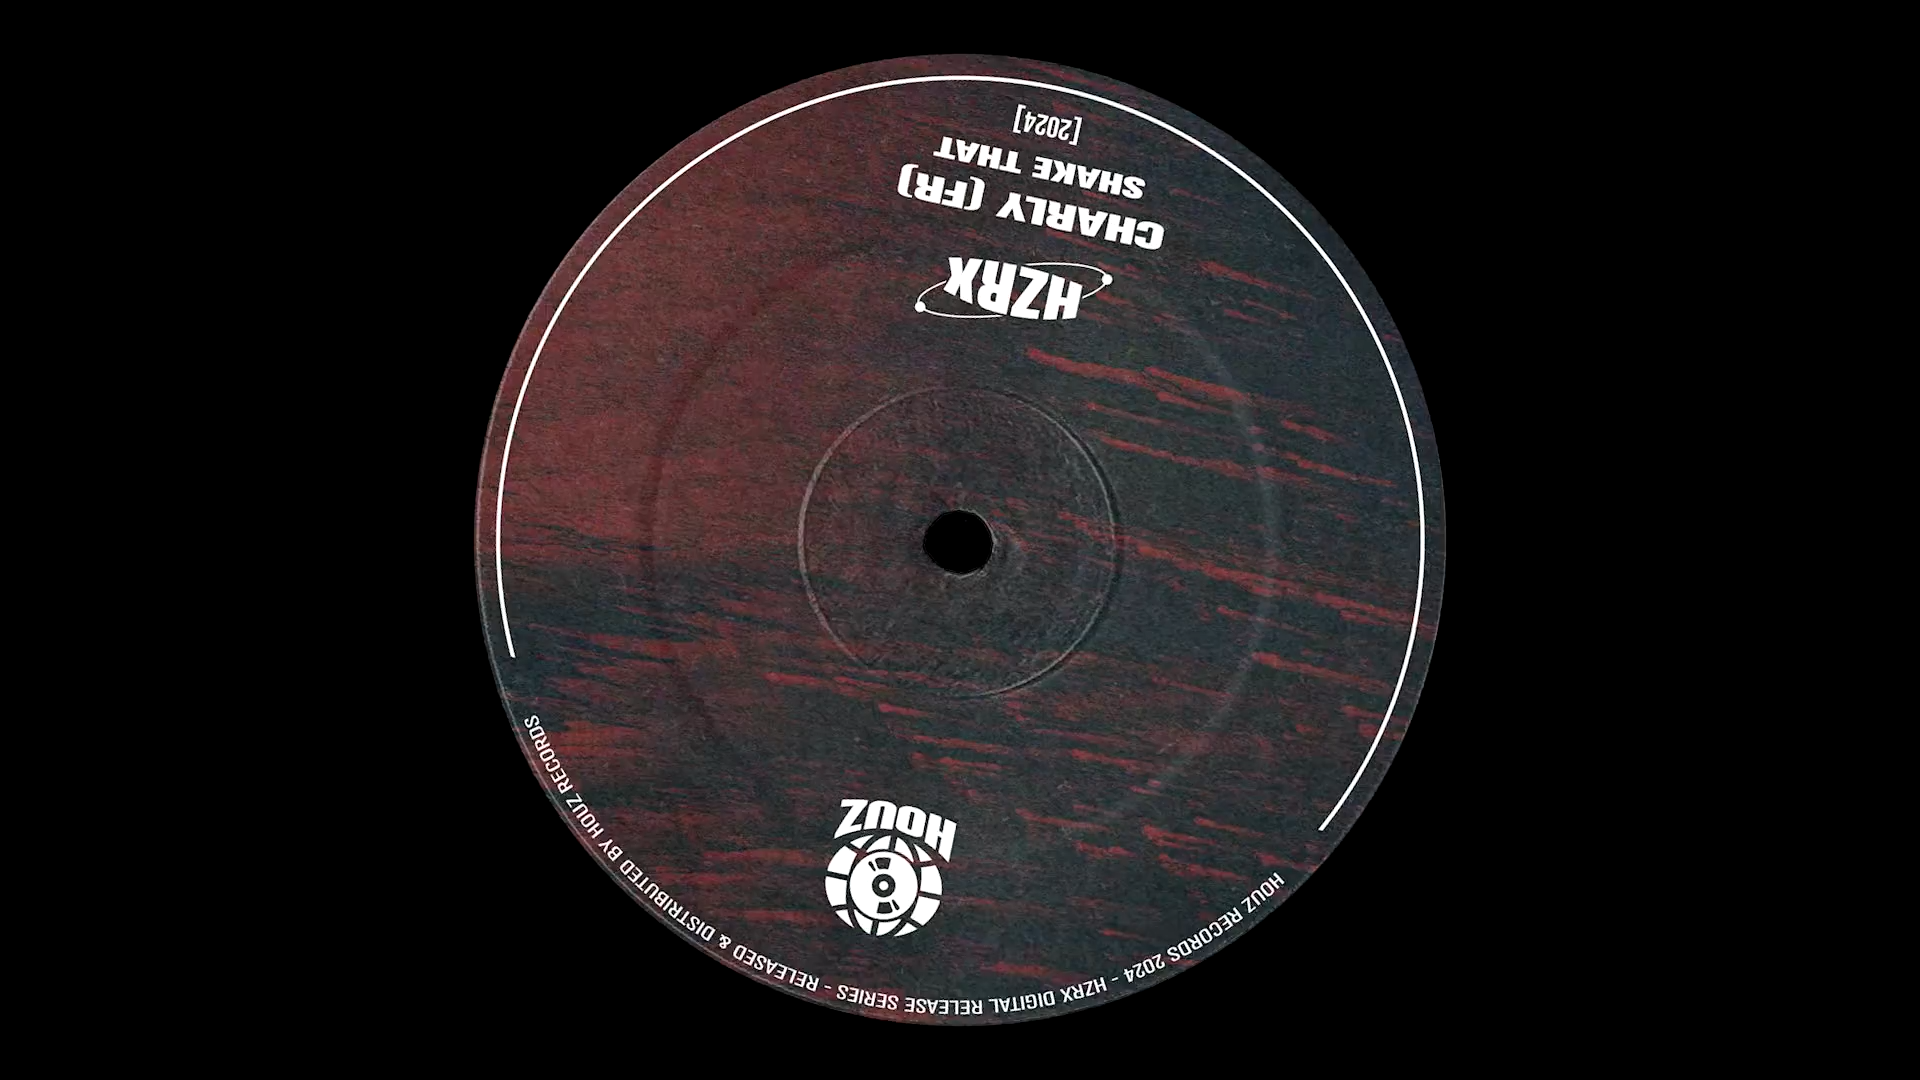 HOUZ
HZRX
CHARLY (FR)
SHAKE THAT
[2024]
HOUZ RECORDS 2024 - HZRX DIGITAL RELEASE SERIES - RELEASED & DISTRIBUTED BY HOUZ RECORDS